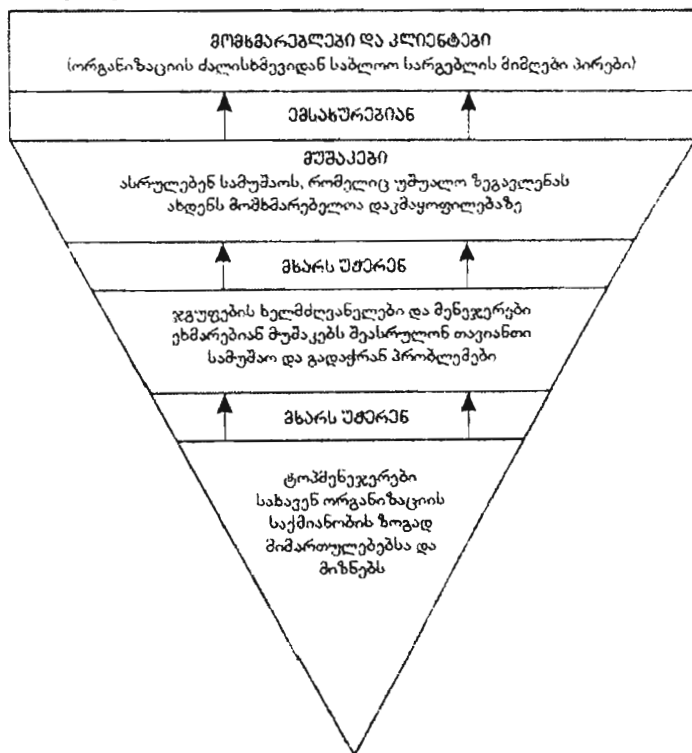 მომხმარებლები და კლიენტები
(ორგანიზაციის ძალისხმევიდან საბლოო სარგებლის მიმღები პირები)
ემსახურებიან
მუშაკები
ასრულებენ სამუშაოს, რომელიც უშუალო ზეგავლენას
ახდენს მომხმარებელთა დაკმაყოფილებაზე
მხარს უჭერენ
ჯგუფების ხელმძღვანელები და მენეჯერები
ეხმარებიან მუშაკებს შეასრულონ თავიანთი
სამუშაო და გადაჭრან პრობლემები
მხარს უჭერენ
ტოპმენეჯერები
სახავენ ორგანიზაციის
საქმიანობის ზოგად
მიმართულებებსა და
მიზნებს